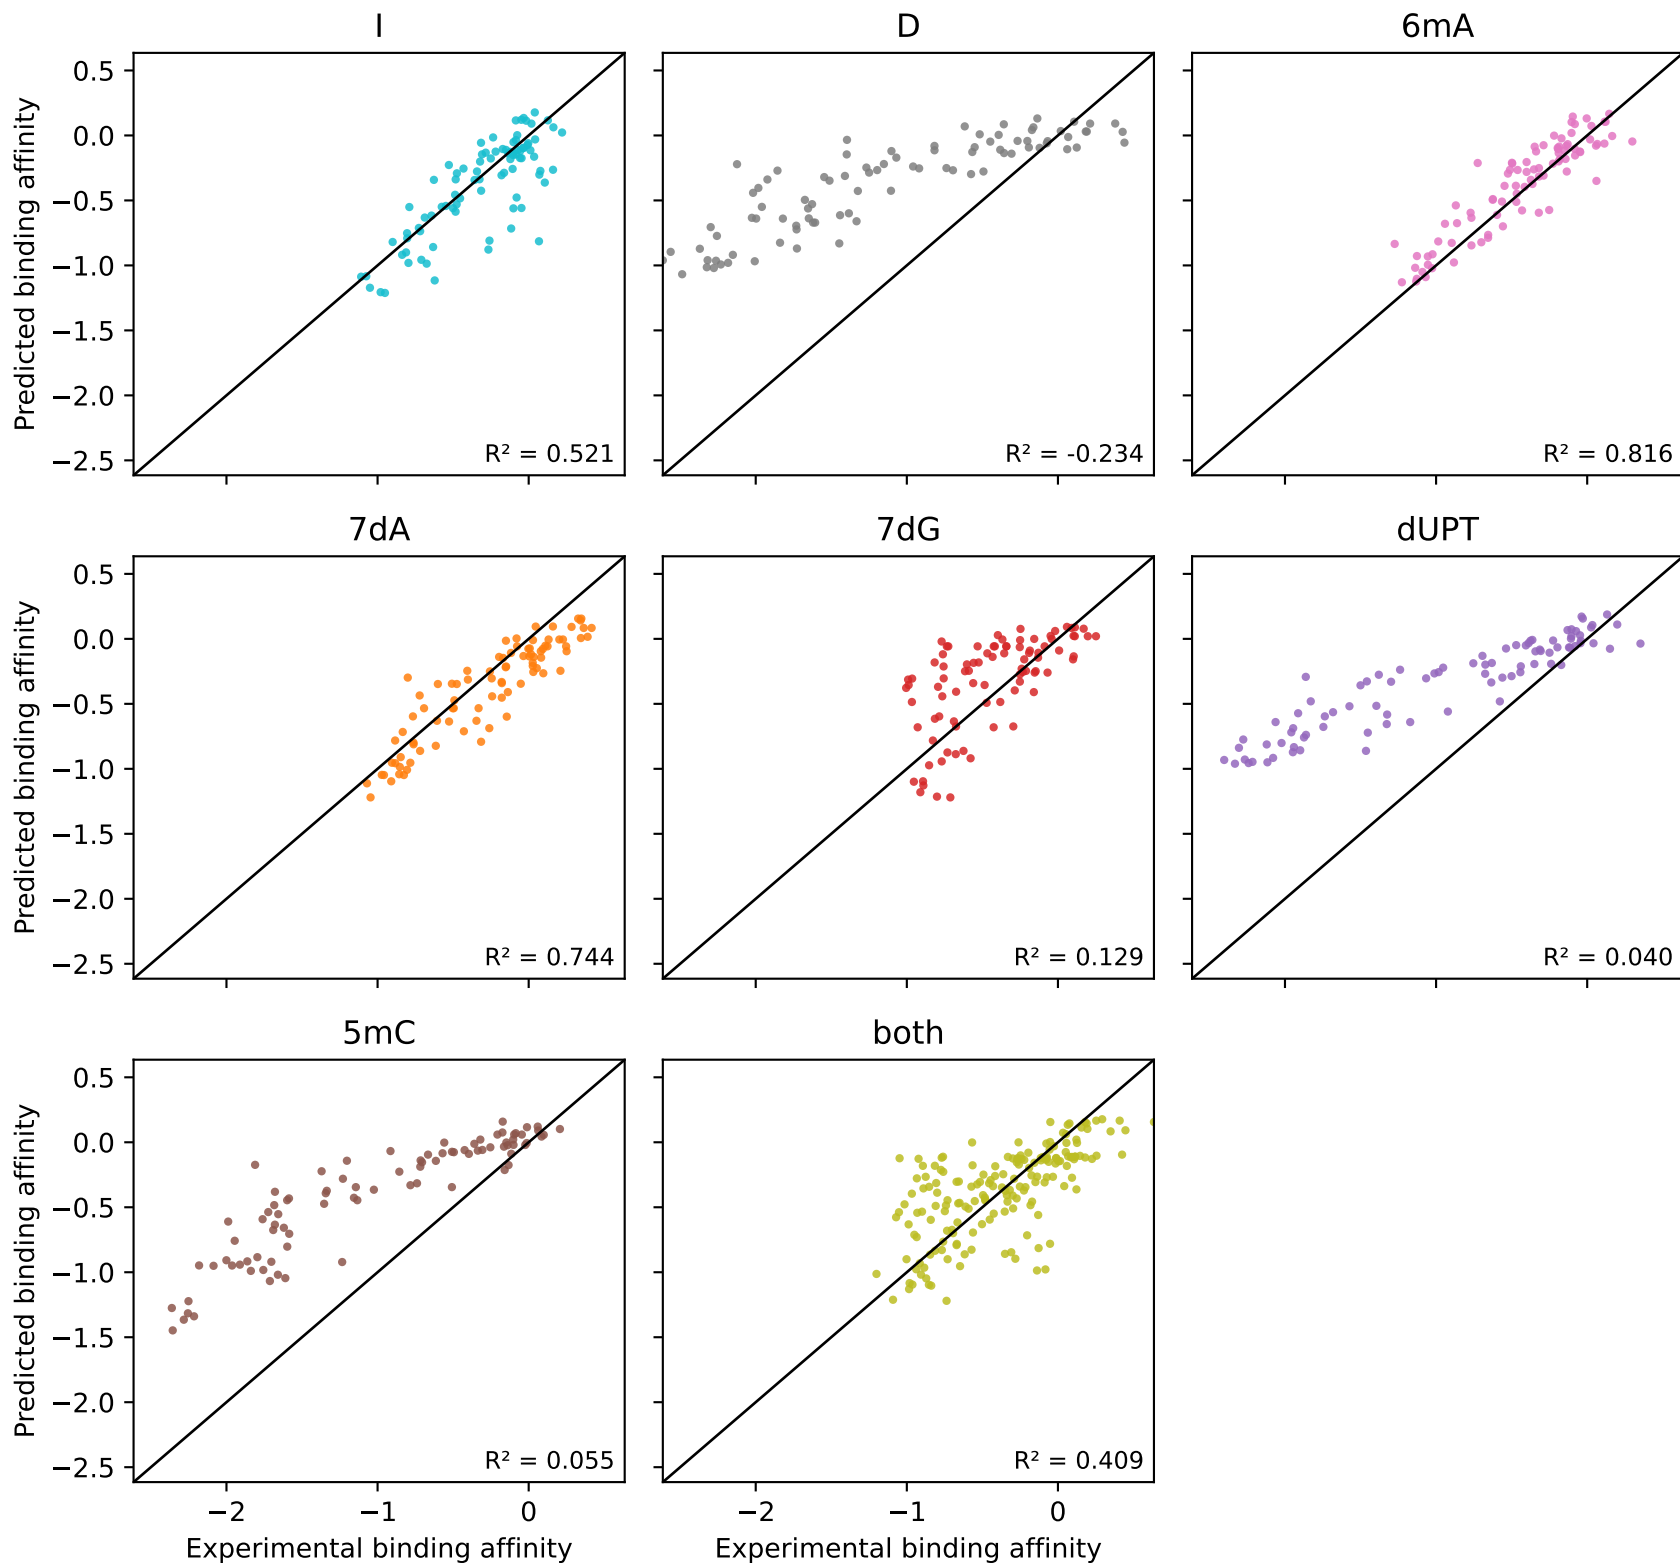 I
D
6mA
Predicted binding affinity
0.5
0.0
−0.5
−1.0
−1.5
−2.0
−2.5
R² = 0.521
R² = -0.234
R² = 0.816
7dA
7dG
dUPT
Predicted binding affinity
0.5
0.0
−0.5
−1.0
−1.5
−2.0
−2.5
R² = 0.744
R² = 0.129
R² = 0.040
5mC
both
Predicted binding affinity
0.5
0.0
−0.5
−1.0
−1.5
−2.0
−2.5
R² = 0.055
R² = 0.409
−2 −1 0
−2 −1 0
Experimental binding affinity
Experimental binding affinity